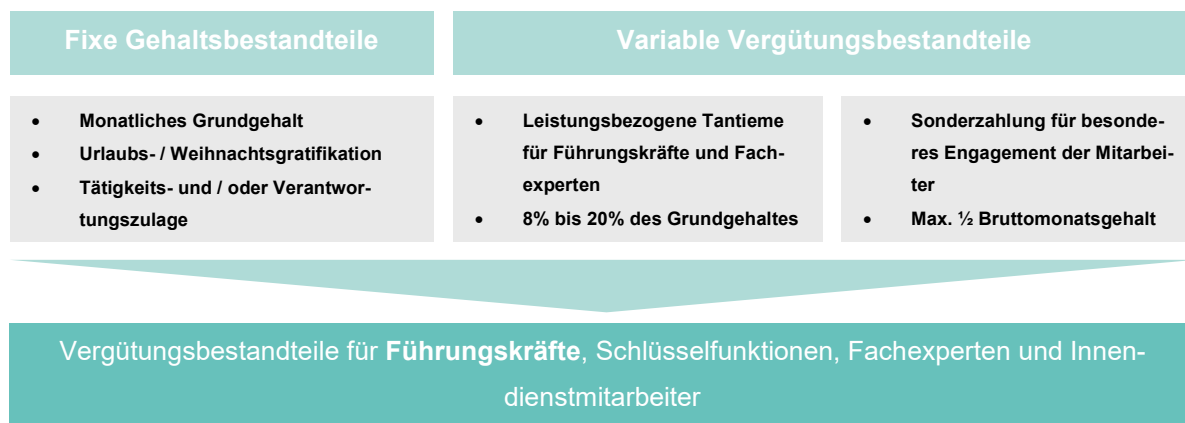 Fixe Gehaltsbestandteile
Variable Vergütungsbestandteile
• Monatliches Grundgehalt
• Urlaubs- / Weihnachtsgratifikation
• Tätigkeits- und / oder Verantwor-
tungszulage
• Leistungsbezogene Tantieme
für Führungskräfte und Fach-
experten
• 8% bis 20% des Grundgehaltes
• Sonderzahlung für besonde-
res Engagement der Mitarbei-
ter
• Max. ½ Bruttomonatsgehalt
Vergütungsbestandteile für Führungskräfte, Schlüsselfunktionen, Fachexperten und Innen-
dienstmitarbeiter